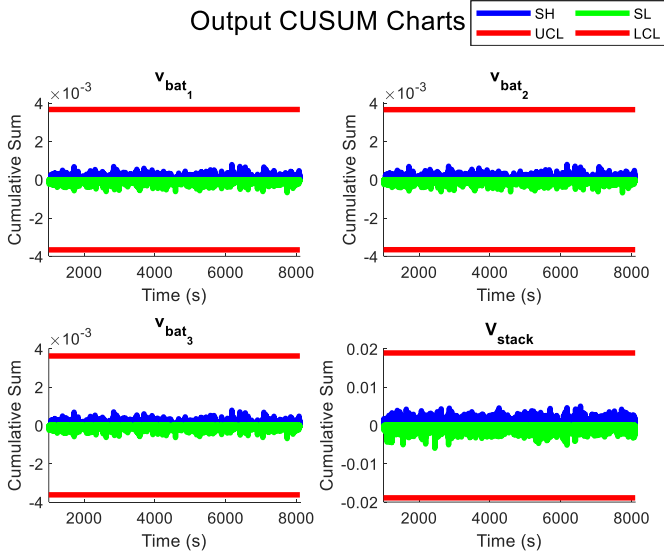 Output CUSUM Charts
SH SL
UCL LCL
×10⁻³ v_bat_1
4
2
0
-2
-4
Cumulative Sum
2000 4000 6000 8000
Time (s)
×10⁻³ v_bat_2
4
2
0
-2
-4
Cumulative Sum
2000 4000 6000 8000
Time (s)
×10⁻³ v_bat_3
4
2
0
-2
-4
Cumulative Sum
2000 4000 6000 8000
Time (s)
V_stack
0.02
0.01
0
-0.01
-0.02
Cumulative Sum
2000 4000 6000 8000
Time (s)